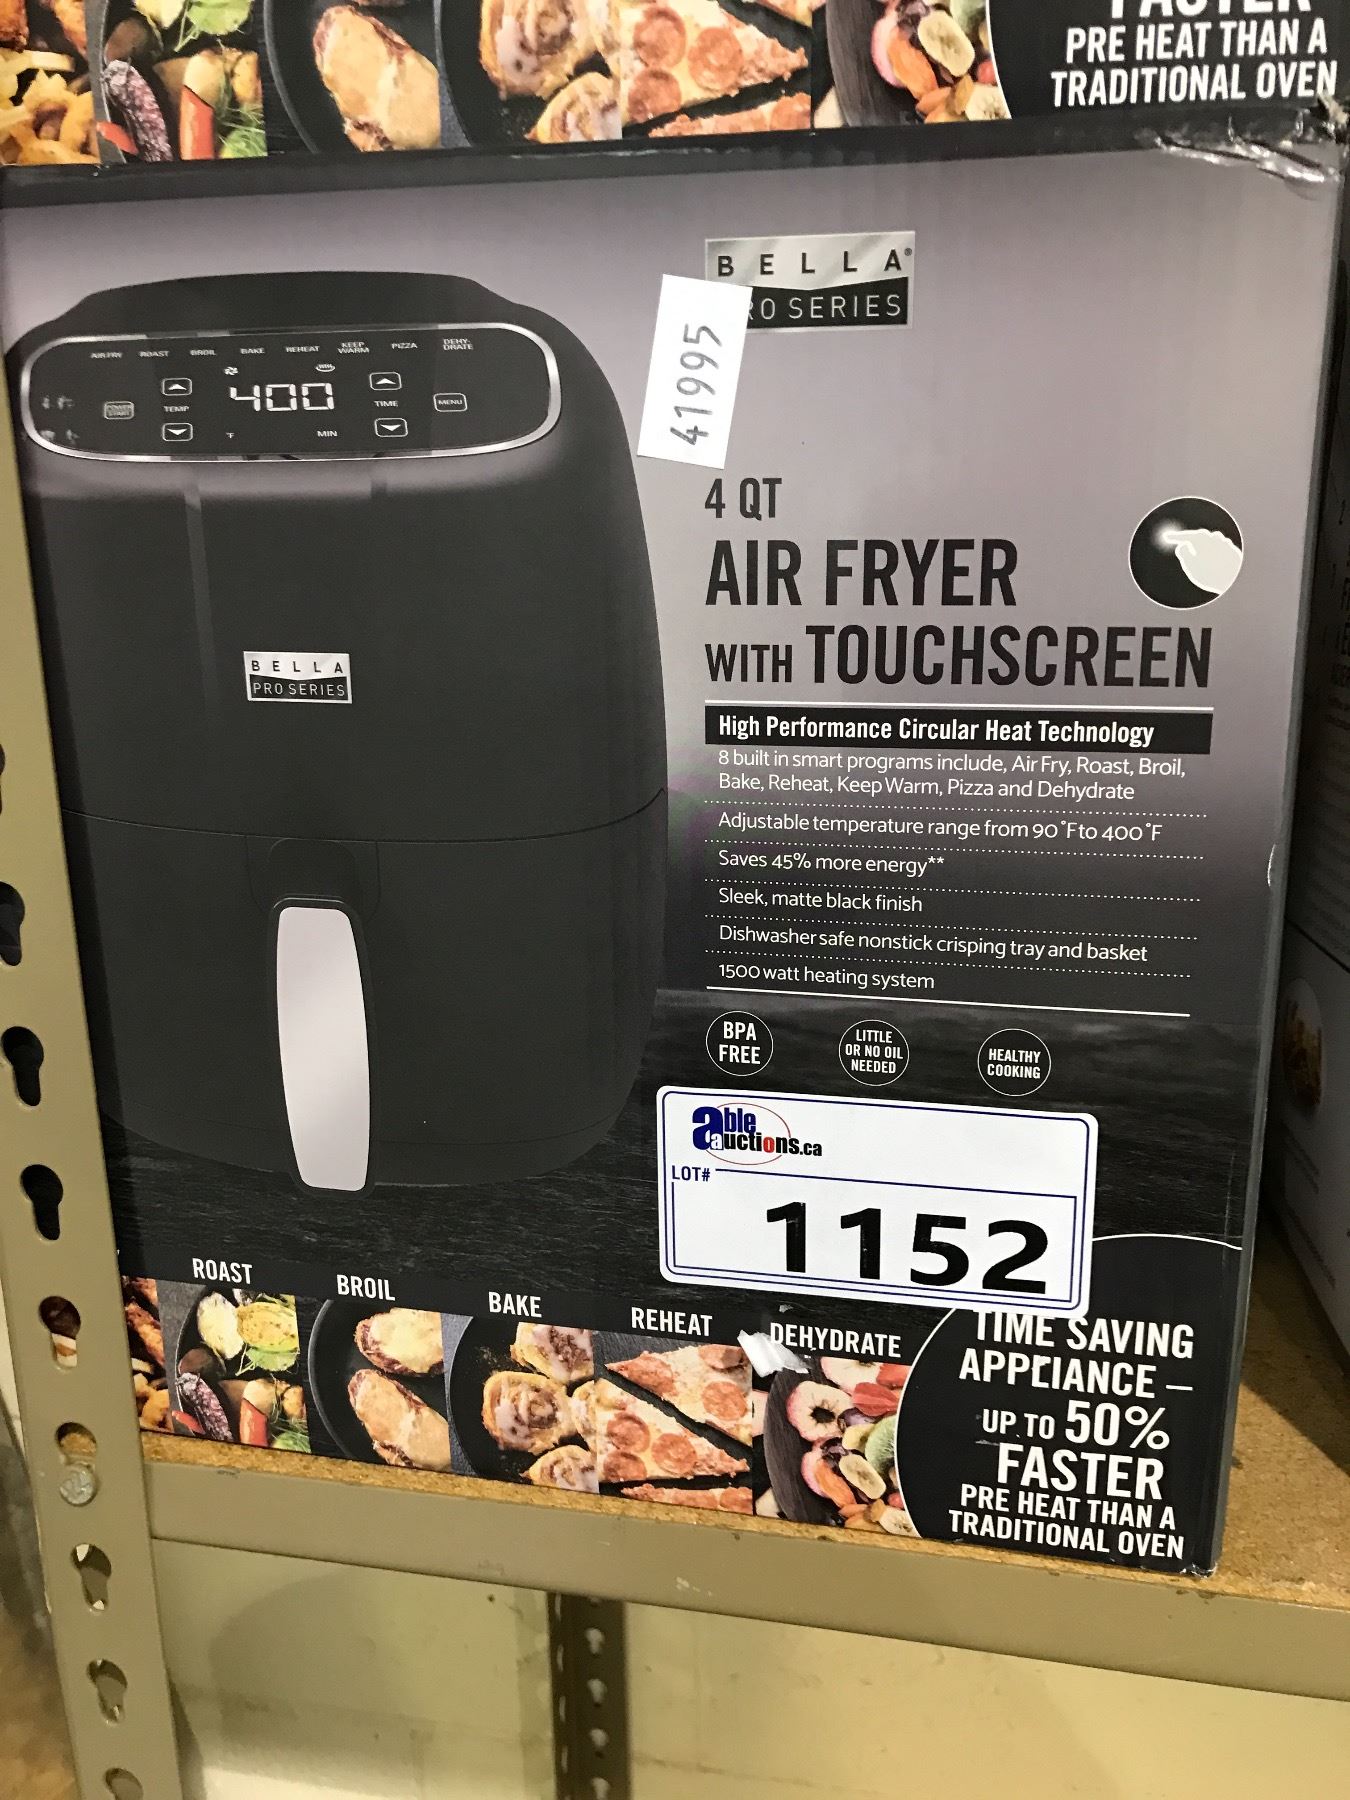 PRE HEAT THAN A
TRADITIONAL OVEN
BELLA®
RO SERIES
41995
AIR FRY ROAST BROIL BAKE REHEAT KEEP WARM PIZZA DEHY-DRATE
400
POWER START
TEMP
TIME
MENU
°F
MIN
BELLA
PRO SERIES
4 QT
AIR FRYER
WITH TOUCHSCREEN
High Performance Circular Heat Technology
8 built in smart programs include, Air Fry, Roast, Broil,
Bake, Reheat, Keep Warm, Pizza and Dehydrate
Adjustable temperature range from 90˚F to 400˚F
Saves 45% more energy**
Sleek, matte black finish
Dishwasher safe nonstick crisping tray and basket
1500 watt heating system
BPA
FREE
LITTLE
OR NO OIL
NEEDED
HEALTHY
COOKING
able
auctions.ca
LOT#
1152
ROAST
BROIL
BAKE
REHEAT
DEHYDRATE
TIME SAVING
APPLIANCE –
UP TO 50%
FASTER
PRE HEAT THAN A
TRADITIONAL OVEN